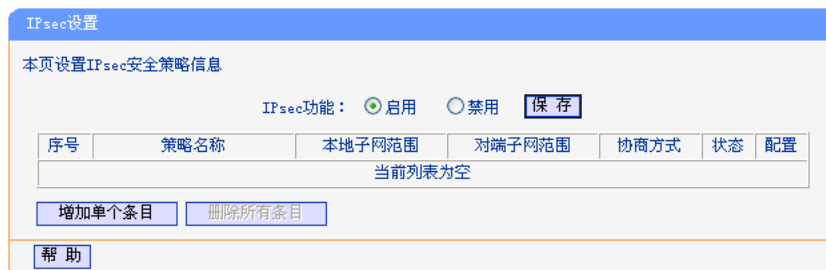 IPsec设置
本页设置IPsec安全策略信息
IPsec功能： 启用 禁用 保 存
序号 策略名称 本地子网范围 对端子网范围 协商方式 状态 配置
当前列表为空
增加单个条目 删除所有条目
帮 助